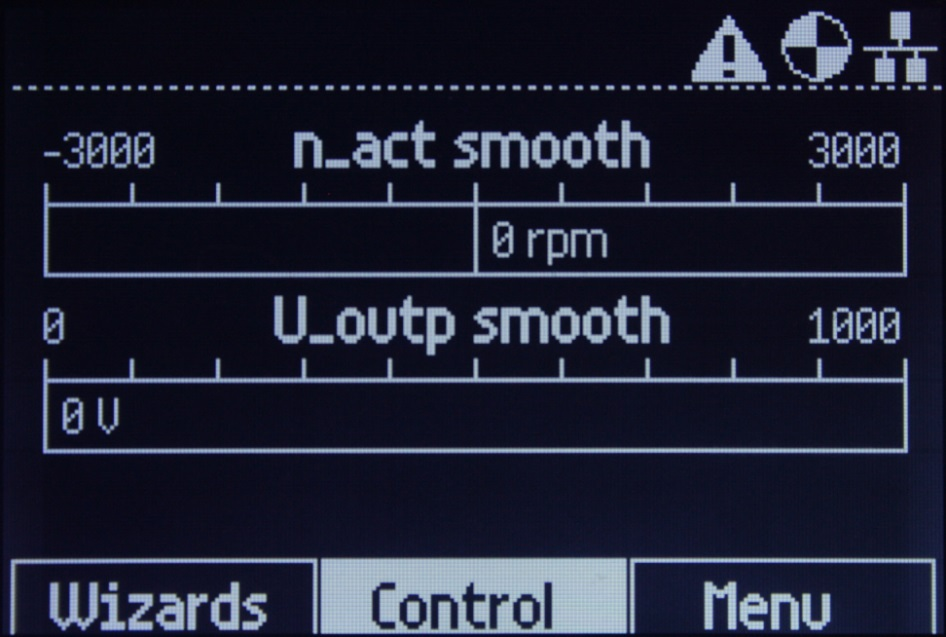 -3000 n_act smooth 3000
0 rpm
0 U_outp smooth 1000
0 V
Wizards Control Menu